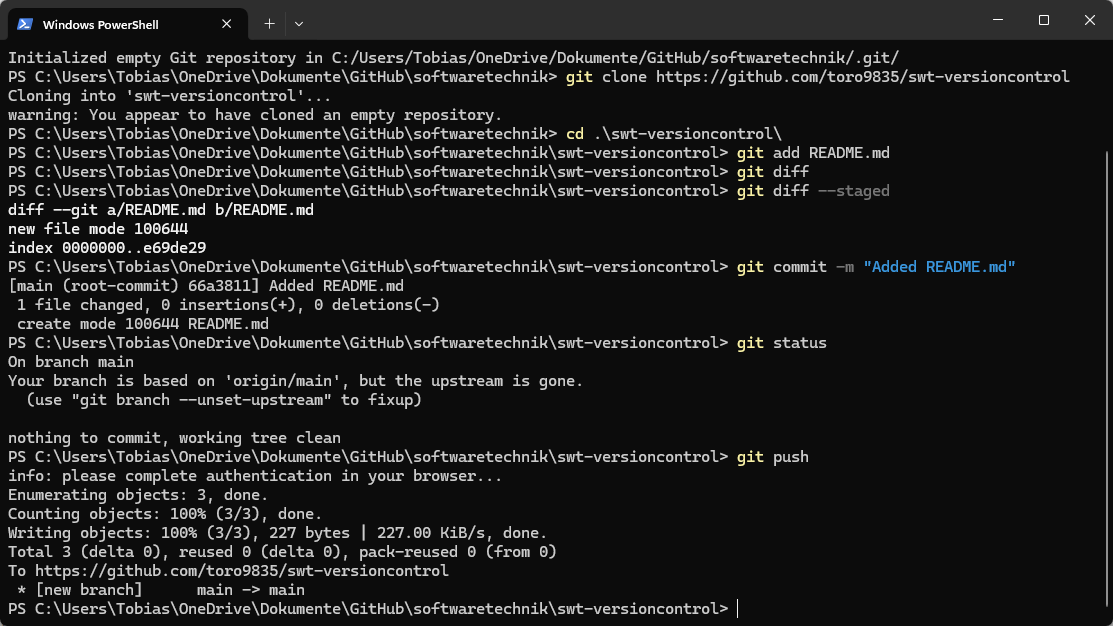 Windows PowerShell
Initialized empty Git repository in C:/Users/Tobias/OneDrive/Dokumente/GitHub/softwaretechnik/.git/
PS C:\Users\Tobias\OneDrive\Dokumente\GitHub\softwaretechnik> git clone https://github.com/toro9835/swt-versioncontrol
Cloning into 'swt-versioncontrol'...
warning: You appear to have cloned an empty repository.
PS C:\Users\Tobias\OneDrive\Dokumente\GitHub\softwaretechnik> cd .\swt-versioncontrol\
PS C:\Users\Tobias\OneDrive\Dokumente\GitHub\softwaretechnik\swt-versioncontrol> git add README.md
PS C:\Users\Tobias\OneDrive\Dokumente\GitHub\softwaretechnik\swt-versioncontrol> git diff
PS C:\Users\Tobias\OneDrive\Dokumente\GitHub\softwaretechnik\swt-versioncontrol> git diff --staged
diff --git a/README.md b/README.md
new file mode 100644
index 0000000..e69de29
PS C:\Users\Tobias\OneDrive\Dokumente\GitHub\softwaretechnik\swt-versioncontrol> git commit -m "Added README.md"
[main (root-commit) 66a3811] Added README.md
 1 file changed, 0 insertions(+), 0 deletions(-)
 create mode 100644 README.md
PS C:\Users\Tobias\OneDrive\Dokumente\GitHub\softwaretechnik\swt-versioncontrol> git status
On branch main
Your branch is based on 'origin/main', but the upstream is gone.
  (use "git branch --unset-upstream" to fixup)

nothing to commit, working tree clean
PS C:\Users\Tobias\OneDrive\Dokumente\GitHub\softwaretechnik\swt-versioncontrol> git push
info: please complete authentication in your browser...
Enumerating objects: 3, done.
Counting objects: 100% (3/3), done.
Writing objects: 100% (3/3), 227 bytes | 227.00 KiB/s, done.
Total 3 (delta 0), reused 0 (delta 0), pack-reused 0 (from 0)
To https://github.com/toro9835/swt-versioncontrol
 * [new branch]      main -> main
PS C:\Users\Tobias\OneDrive\Dokumente\GitHub\softwaretechnik\swt-versioncontrol>